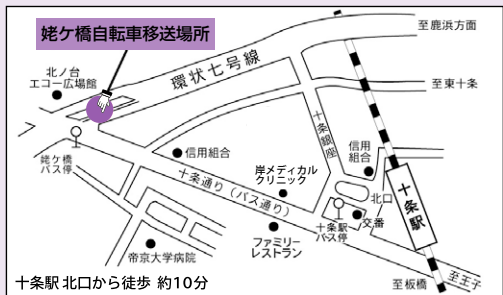 姥ケ橋自転車移送場所
至鹿浜方面
環状七号線
北ノ台
エコー広場館
至東十条
十条銀座
姥ケ橋
バス停
信用組合
信用
組合
岸メディカル
クリニック
十条通り(バス通り)
北口
十条駅
十条駅
バス停
交番
ファミリー
レストラン
帝京大学病院
至板橋
至王子
十条駅 北口から徒歩 約10分